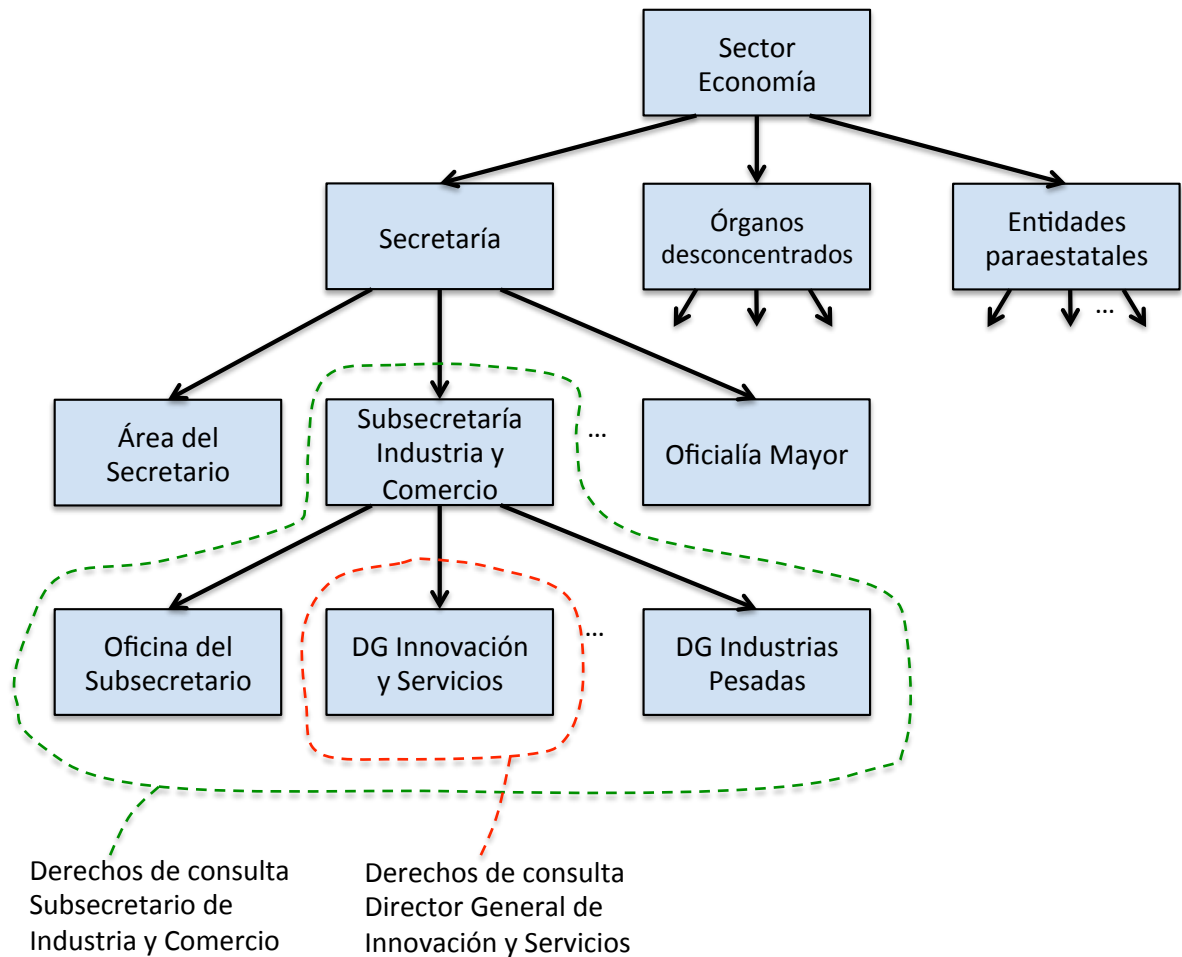 Sector
Economía
Secretaría
Órganos
desconcentrados
Entidades
paraestatales
...
Área del
Secretario
Subsecretaría
Industria y
Comercio
...
Oficialía Mayor
Oficina del
Subsecretario
DG Innovación
y Servicios
...
DG Industrias
Pesadas
Derechos de consulta
Subsecretario de
Industria y Comercio
Derechos de consulta
Director General de
Innovación y Servicios